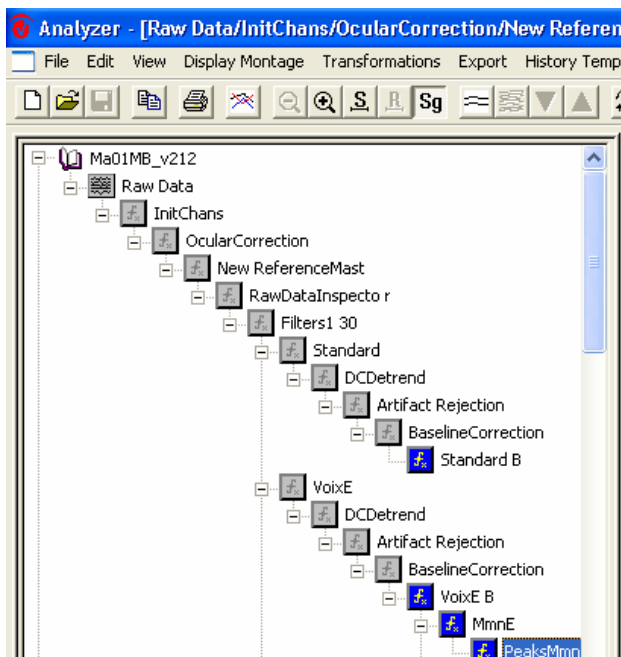 Analyzer - [Raw Data/InitChans/OcularCorrection/New Referen
File Edit View Display Montage Transformations Export History Temp
S R Sg
Ma01MB_v212
Raw Data
InitChans
OcularCorrection
New ReferenceMast
RawDataInspecto r
Filters1 30
Standard
DCDetrend
Artifact Rejection
BaselineCorrection
Standard B
VoixE
DCDetrend
Artifact Rejection
BaselineCorrection
VoixE B
MmnE
PeaksMmn